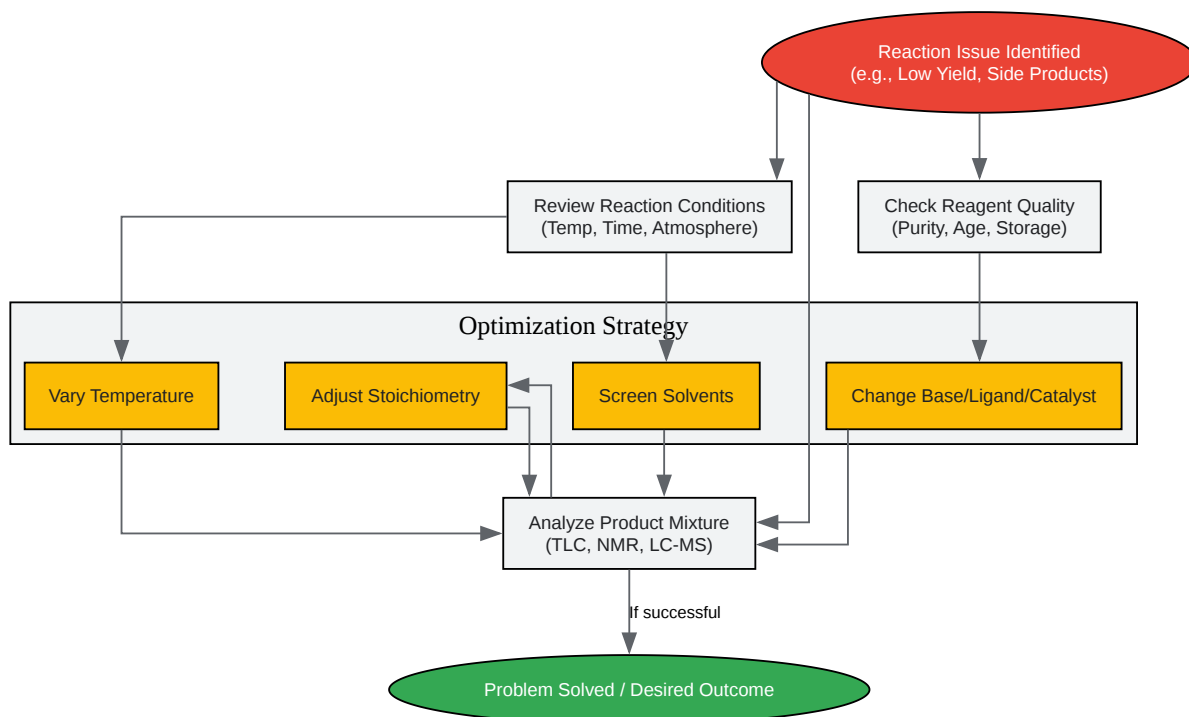 Reaction Issue Identified
(e.g., Low Yield, Side Products)
Review Reaction Conditions
(Temp, Time, Atmosphere)
Check Reagent Quality
(Purity, Age, Storage)
Optimization Strategy
Vary Temperature
Adjust Stoichiometry
Screen Solvents
Change Base/Ligand/Catalyst
Analyze Product Mixture
(TLC, NMR, LC-MS)
If successful
Problem Solved / Desired Outcome